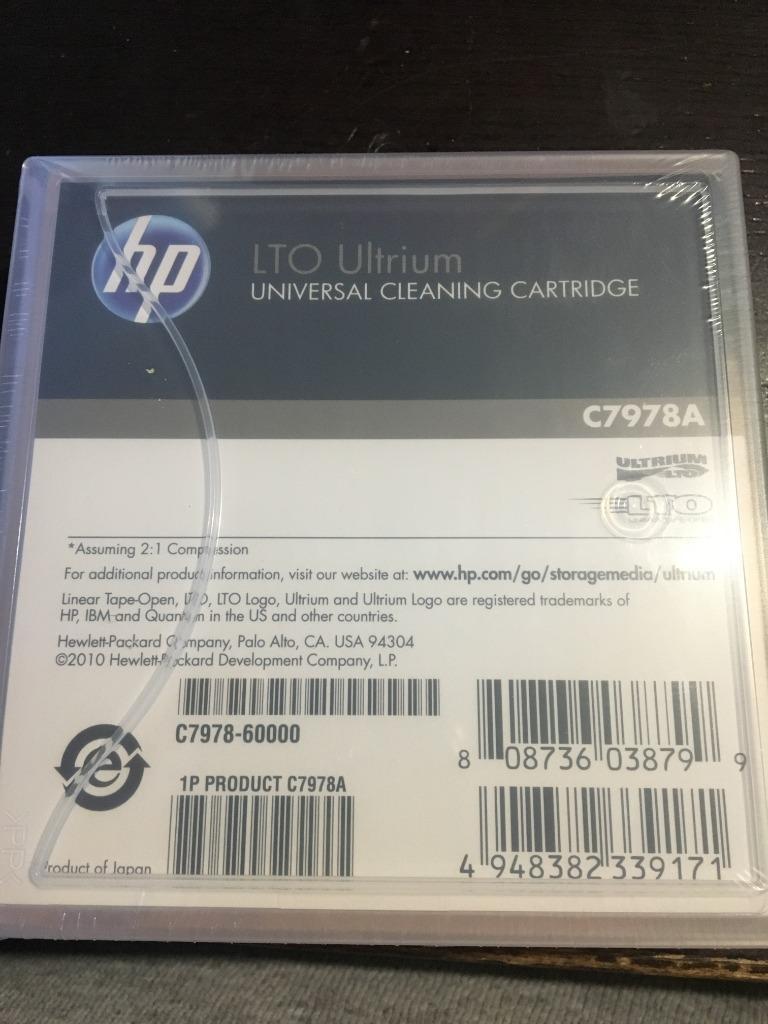 hp
LTO Ultrium
UNIVERSAL CLEANING CARTRIDGE
C7978A
ULTRIUM
LTO
LTO
*Assuming 2:1 Compression
For additional product information, visit our website at: www.hp.com/go/storagemedia/ultrium
Linear Tape-Open, LTO, LTO Logo, Ultrium and Ultrium Logo are registered trademarks of
HP, IBM and Quantum in the US and other countries.
Hewlett-Packard Company, Palo Alto, CA. USA 94304
©2010 Hewlett-Packard Development Company, L.P.
C7978-60000
8 08736 03879 9
1P PRODUCT C7978A
4 948382 339171
Product of Japan